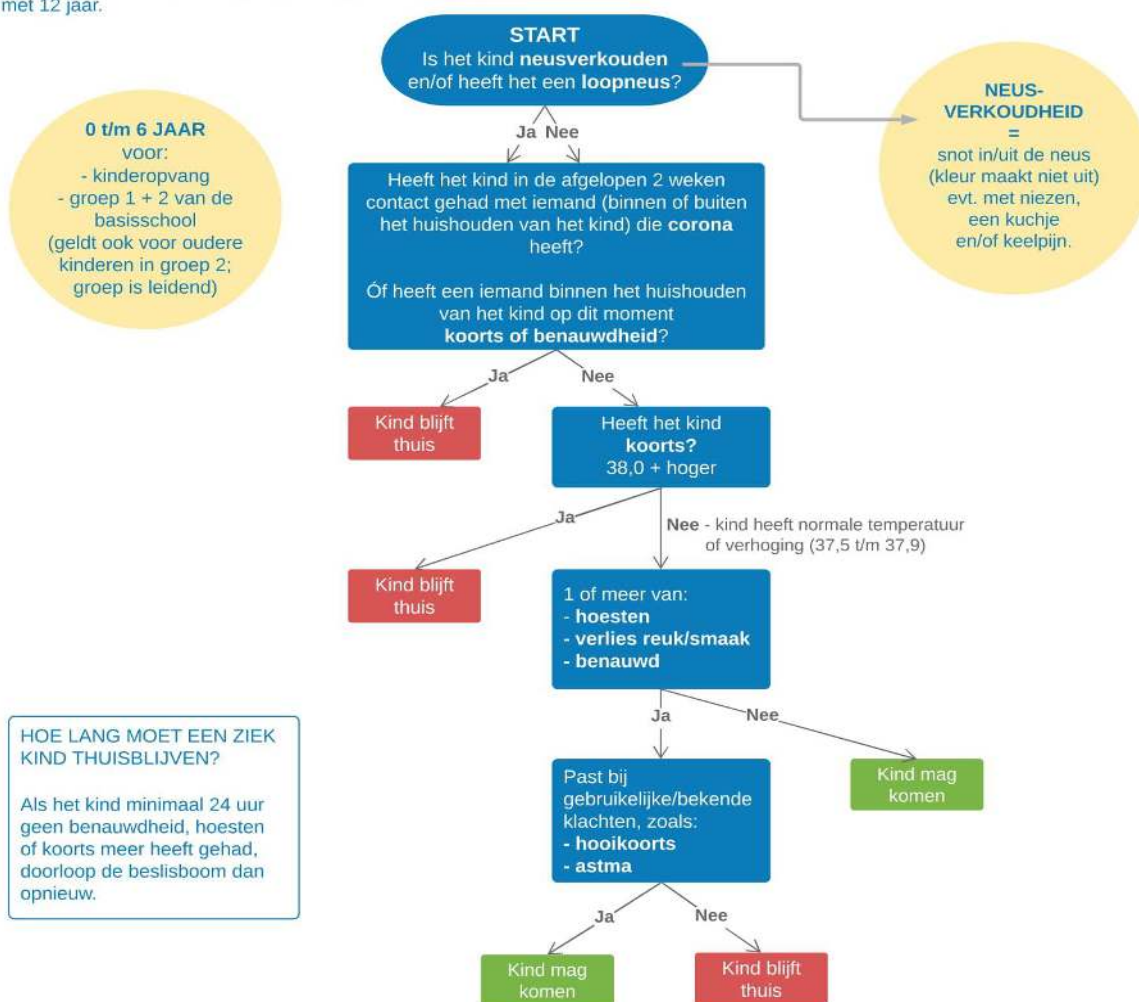 met 12 jaar.
START
Is het kind neusverkouden
en/of heeft het een loopneus?
NEUS-
VERKOUDHEID
=
snot in/uit de neus
(kleur maakt niet uit)
evt. met niezen,
een kuchje
en/of keelpijn.
0 t/m 6 JAAR
voor:
- kinderopvang
- groep 1 + 2 van de
basisschool
(geldt ook voor oudere
kinderen in groep 2;
groep is leidend)
Ja Nee
Heeft het kind in de afgelopen 2 weken
contact gehad met iemand (binnen of buiten
het huishouden van het kind) die corona
heeft?
Óf heeft een iemand binnen het huishouden
van het kind op dit moment
koorts of benauwdheid?
Ja Nee
Kind blijft
thuis
Heeft het kind
koorts?
38,0 + hoger
Ja
Nee - kind heeft normale temperatuur
of verhoging (37,5 t/m 37,9)
Kind blijft
thuis
1 of meer van:
- hoesten
- verlies reuk/smaak
- benauwd
Ja Nee
HOE LANG MOET EEN ZIEK
KIND THUISBLIJVEN?
Als het kind minimaal 24 uur
geen benauwdheid, hoesten
of koorts meer heeft gehad,
doorloop de beslisboom dan
opnieuw.
Past bij
gebruikelijke/bekende
klachten, zoals:
- hooikoorts
- astma
Kind mag
komen
Ja Nee
Kind mag
komen
Kind blijft
thuis